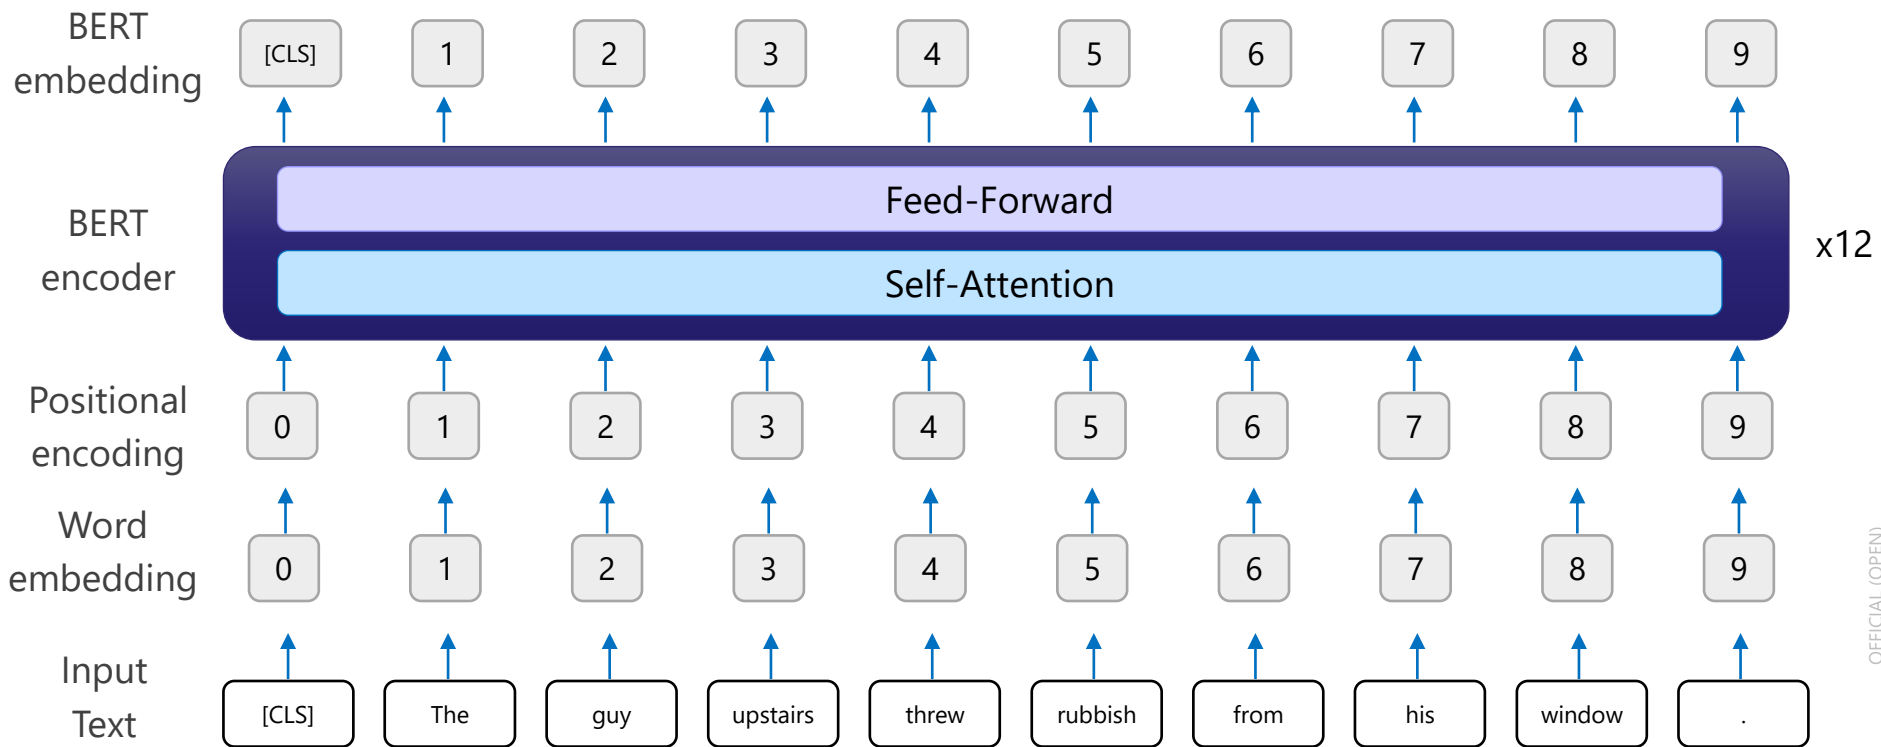 BERT
embedding
[CLS] 1 2 3 4 5 6 7 8 9
Feed-Forward
BERT
encoder
x12
Self-Attention
Positional
encoding
0 1 2 3 4 5 6 7 8 9
Word
embedding
0 1 2 3 4 5 6 7 8 9
OFFICIAL (OPEN)
Input
Text
[CLS] The guy upstairs threw rubbish from his window .